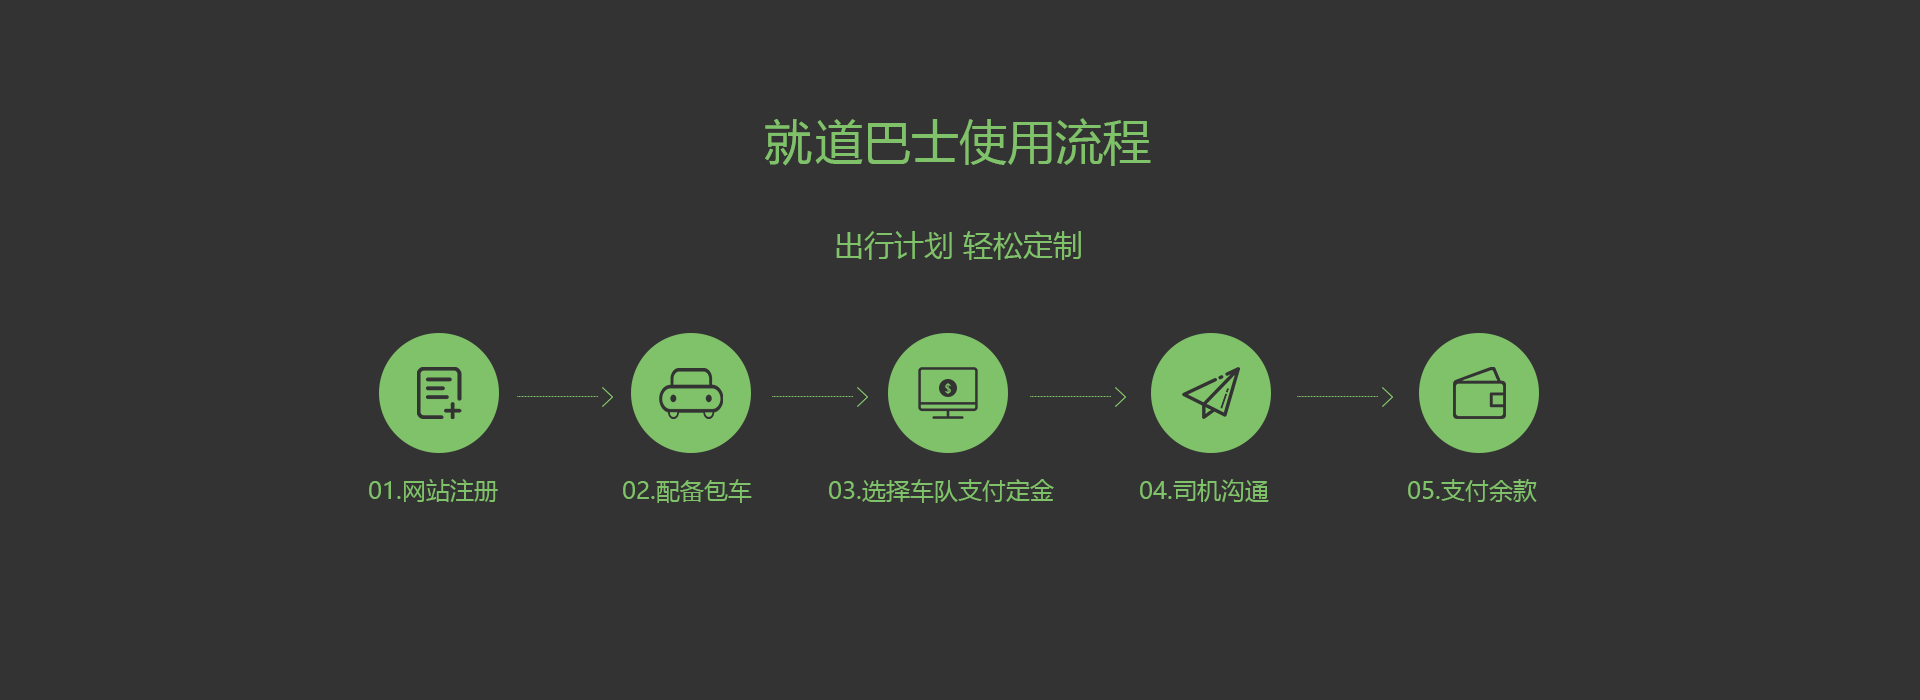 就道巴士使用流程
出行计划 轻松定制
$
01.网站注册
02.配备包车
03.选择车队支付定金
04.司机沟通
05.支付余款